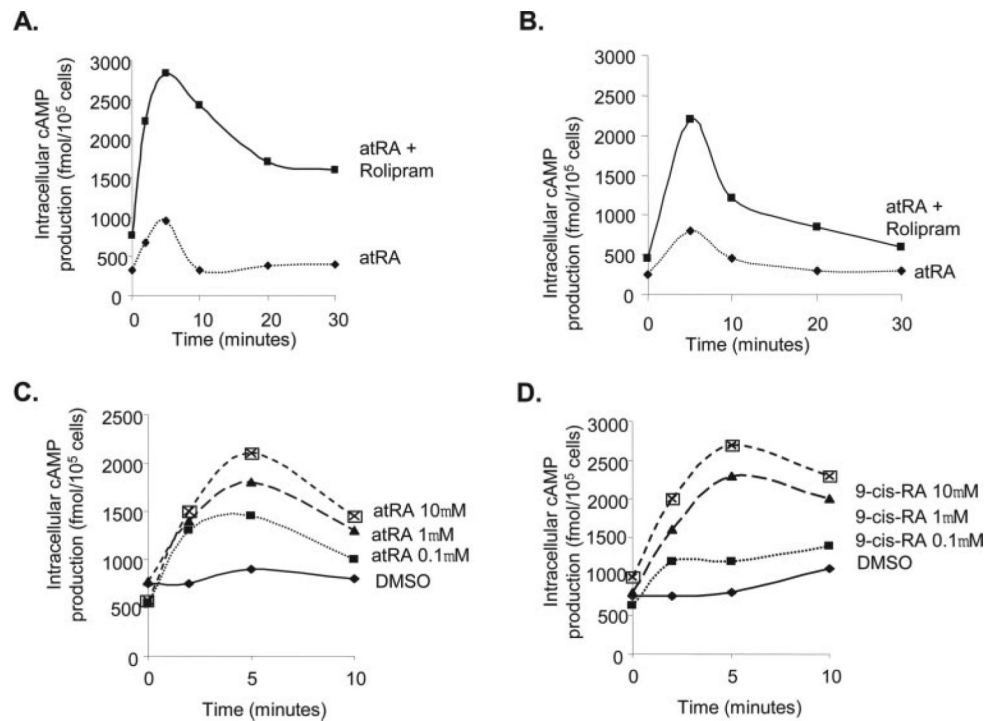 A.
Intracellular cAMP
production (fmol/10⁵ cells)
3000
2500
2000
1500
1000
500
0
0 10 20 30
Time (minutes)
atRA +
Rolipram
atRA
B.
Intracellular cAMP
production (fmol/10⁵ cells)
3000
2500
2000
1500
1000
500
0
0 10 20 30
Time (minutes)
atRA +
Rolipram
atRA
C.
Intracellular cAMP
production (fmol/10⁵ cells)
2500
2000
1500
1000
500
0
0 5 10
Time (minutes)
atRA 10mM
atRA 1mM
atRA 0.1mM
DMSO
D.
Intracellular cAMP
production (fmol/10⁵ cells)
3000
2500
2000
1500
1000
500
0
0 5 10
Time (minutes)
9-cis-RA 10mM
9-cis-RA 1mM
9-cis-RA 0.1mM
DMSO